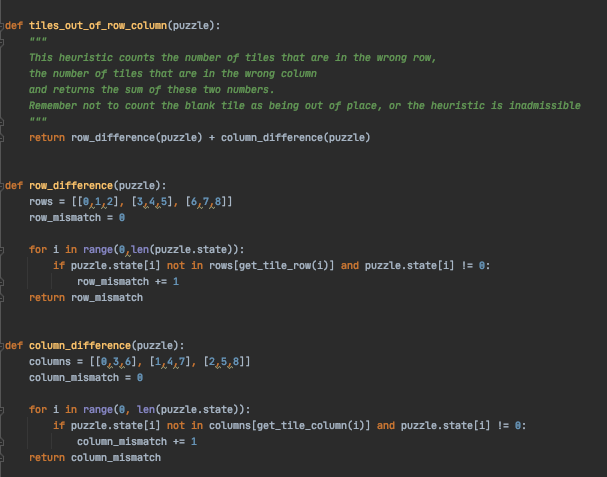 def tiles_out_of_row_column(puzzle):
    """
    This heuristic counts the number of tiles that are in the wrong row,
    the number of tiles that are in the wrong column
    and returns the sum of these two numbers.
    Remember not to count the blank tile as being out of place, or the heuristic is inadmissible
    """
    return row_difference(puzzle) + column_difference(puzzle)
def row_difference(puzzle):
    rows = [[0,1,2], [3,4,5], [6,7,8]]
    row_mismatch = 0
    for i in range(0,len(puzzle.state)):
        if puzzle.state[i] not in rows[get_tile_row(i)] and puzzle.state[i] != 0:
            row_mismatch += 1
    return row_mismatch
def column_difference(puzzle):
    columns = [[0,3,6], [1,4,7], [2,5,8]]
    column_mismatch = 0
    for i in range(0, len(puzzle.state)):
        if puzzle.state[i] not in columns[get_tile_column(i)] and puzzle.state[i] != 0:
            column_mismatch += 1
    return column_mismatch